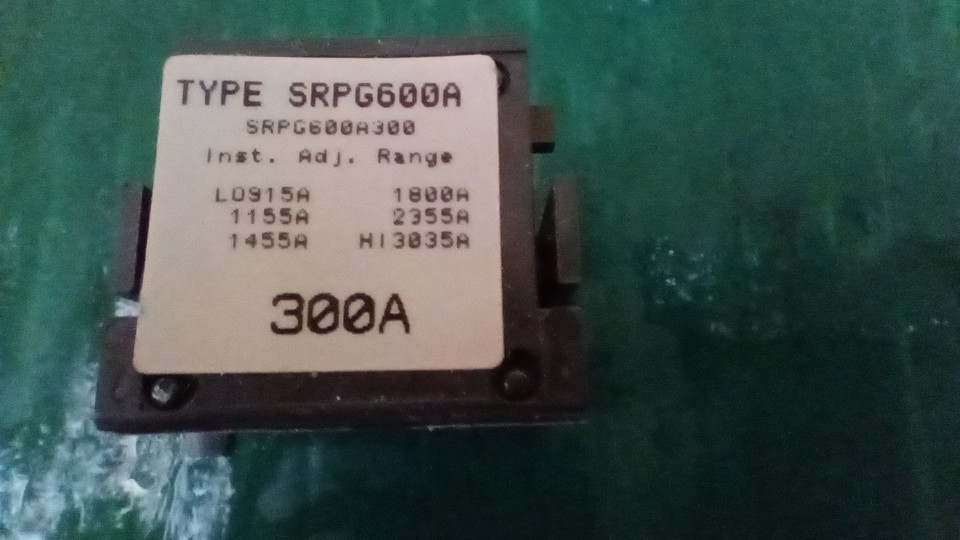 TYPE SRPG600A
SRPG600A300
Inst. Adj. Range
LO915A 1800A
1155A 2355A
1455A HI3035A
300A